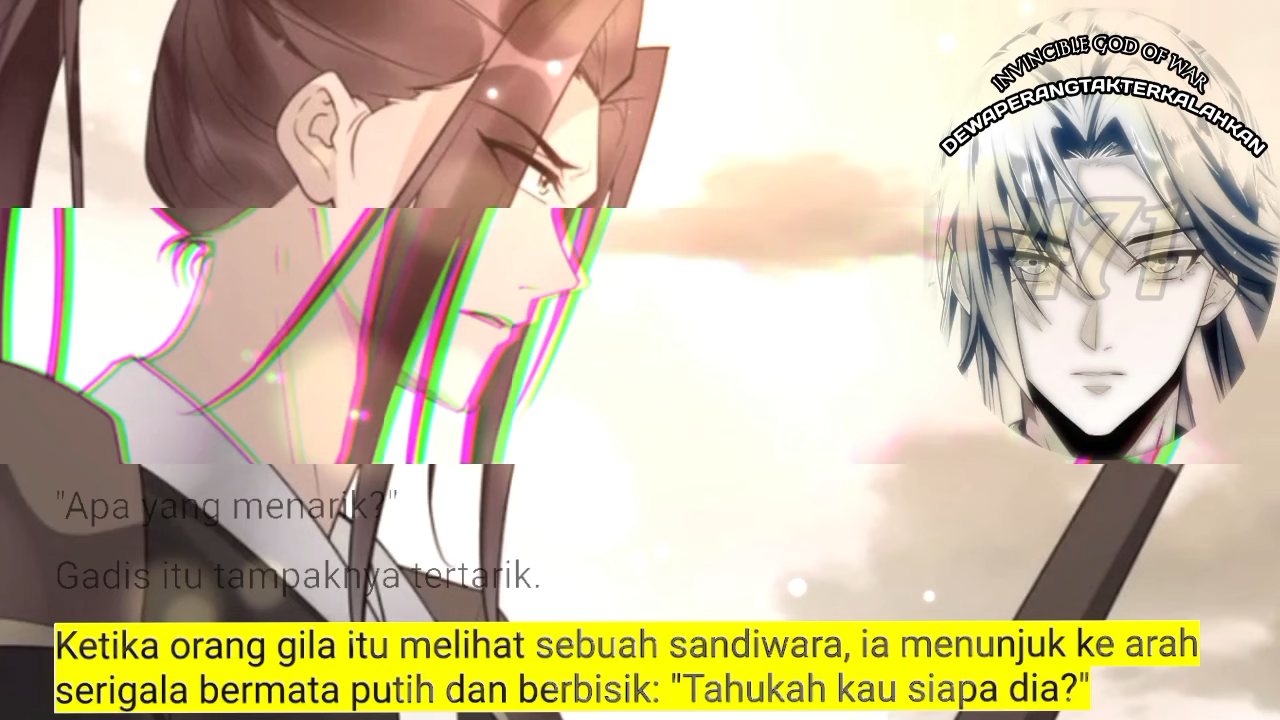 INVINCIBLE GOD OF WAR
DEWAPERANGTAKTERKALAHKAN
171
"Apa yang menarik?"
Gadis itu tampaknya tertarik.
Ketika orang gila itu melihat sebuah sandiwara, ia menunjuk ke arah
serigala bermata putih dan berbisik: "Tahukah kau siapa dia?"